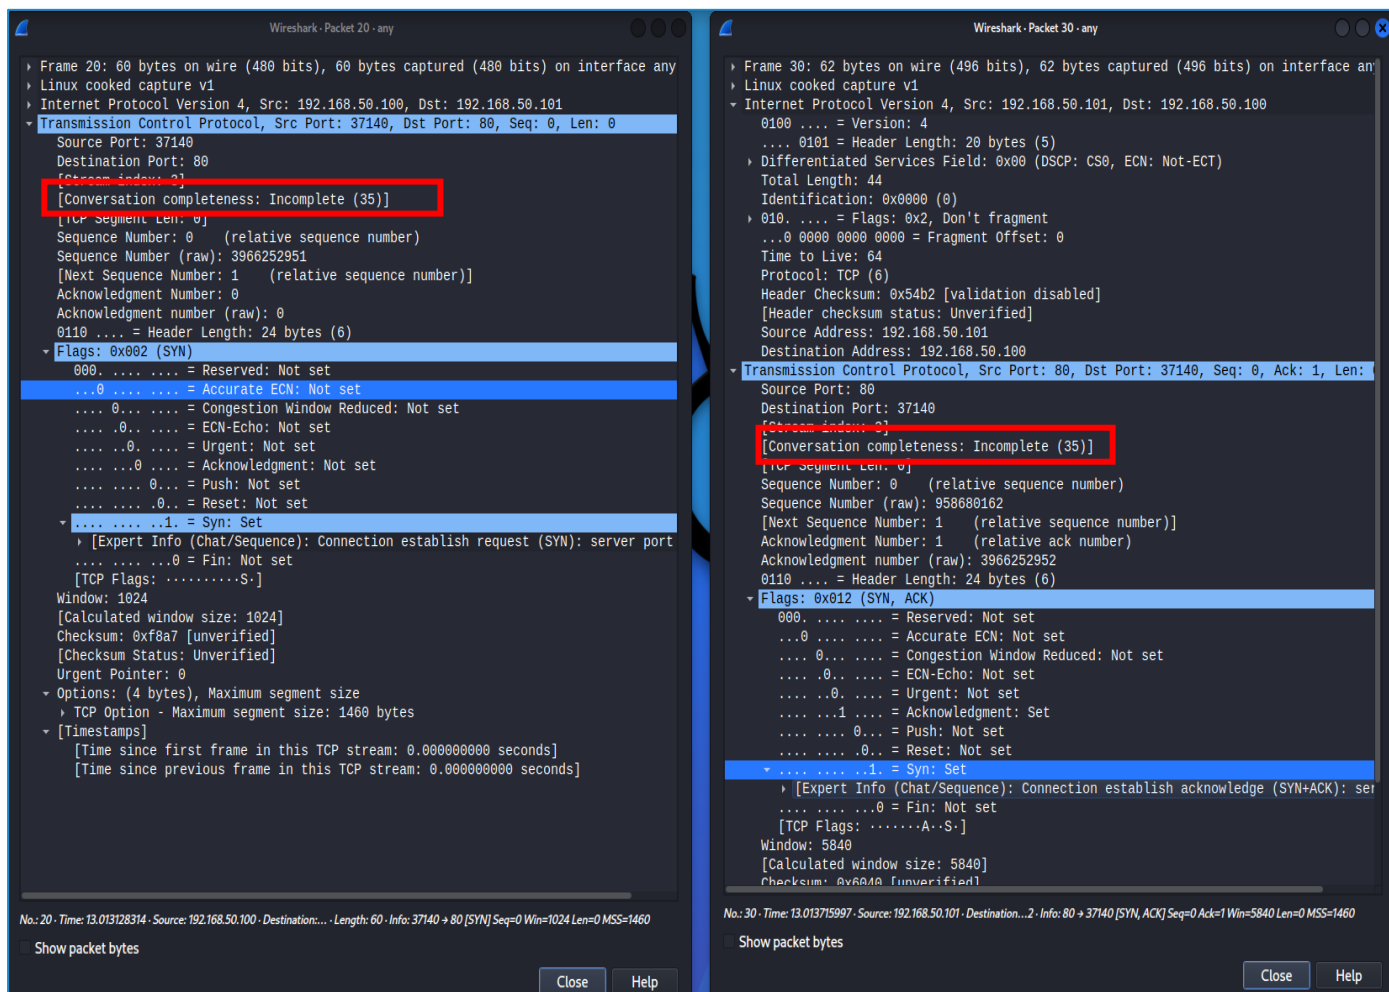 Wireshark · Packet 20 · any
Frame 20: 60 bytes on wire (480 bits), 60 bytes captured (480 bits) on interface any
Linux cooked capture v1
Internet Protocol Version 4, Src: 192.168.50.100, Dst: 192.168.50.101
Transmission Control Protocol, Src Port: 37140, Dst Port: 80, Seq: 0, Len: 0
Source Port: 37140
Destination Port: 80
[Stream index: 3]
[Conversation completeness: Incomplete (35)]
[TCP Segment Len: 0]
Sequence Number: 0    (relative sequence number)
Sequence Number (raw): 3966252951
[Next Sequence Number: 1    (relative sequence number)]
Acknowledgment Number: 0
Acknowledgment number (raw): 0
0110 .... = Header Length: 24 bytes (6)
Flags: 0x002 (SYN)
000. .... .... = Reserved: Not set
...0 .... .... = Accurate ECN: Not set
.... 0... .... = Congestion Window Reduced: Not set
.... .0.. .... = ECN-Echo: Not set
.... ..0. .... = Urgent: Not set
.... ...0 .... = Acknowledgment: Not set
.... .... 0... = Push: Not set
.... .... .0.. = Reset: Not set
.... .... ..1. = Syn: Set
[Expert Info (Chat/Sequence): Connection establish request (SYN): server port
.... .... ...0 = Fin: Not set
[TCP Flags: ··········S·]
Window: 1024
[Calculated window size: 1024]
Checksum: 0xf8a7 [unverified]
[Checksum Status: Unverified]
Urgent Pointer: 0
Options: (4 bytes), Maximum segment size
TCP Option - Maximum segment size: 1460 bytes
[Timestamps]
[Time since first frame in this TCP stream: 0.000000000 seconds]
[Time since previous frame in this TCP stream: 0.000000000 seconds]
No.: 20 · Time: 13.013128314 · Source: 192.168.50.100 · Destination:... · Length: 60 · Info: 37140 → 80 [SYN] Seq=0 Win=1024 Len=0 MSS=1460
Show packet bytes
Close
Help
Wireshark · Packet 30 · any
Frame 30: 62 bytes on wire (496 bits), 62 bytes captured (496 bits) on interface an
Linux cooked capture v1
Internet Protocol Version 4, Src: 192.168.50.101, Dst: 192.168.50.100
0100 .... = Version: 4
.... 0101 = Header Length: 20 bytes (5)
Differentiated Services Field: 0x00 (DSCP: CS0, ECN: Not-ECT)
Total Length: 44
Identification: 0x0000 (0)
010. .... = Flags: 0x2, Don't fragment
...0 0000 0000 0000 = Fragment Offset: 0
Time to Live: 64
Protocol: TCP (6)
Header Checksum: 0x54b2 [validation disabled]
[Header checksum status: Unverified]
Source Address: 192.168.50.101
Destination Address: 192.168.50.100
Transmission Control Protocol, Src Port: 80, Dst Port: 37140, Seq: 0, Ack: 1, Len:
Source Port: 80
Destination Port: 37140
[Stream index: 3]
[Conversation completeness: Incomplete (35)]
[TCP Segment Len: 0]
Sequence Number: 0    (relative sequence number)
Sequence Number (raw): 958680162
[Next Sequence Number: 1    (relative sequence number)]
Acknowledgment Number: 1    (relative ack number)
Acknowledgment number (raw): 3966252952
0110 .... = Header Length: 24 bytes (6)
Flags: 0x012 (SYN, ACK)
000. .... .... = Reserved: Not set
...0 .... .... = Accurate ECN: Not set
.... 0... .... = Congestion Window Reduced: Not set
.... .0.. .... = ECN-Echo: Not set
.... ..0. .... = Urgent: Not set
.... ...1 .... = Acknowledgment: Set
.... .... 0... = Push: Not set
.... .... .0.. = Reset: Not set
.... .... ..1. = Syn: Set
[Expert Info (Chat/Sequence): Connection establish acknowledge (SYN+ACK): ser
.... .... ...0 = Fin: Not set
[TCP Flags: ·······A··S·]
Window: 5840
[Calculated window size: 5840]
Checksum: 0x6040 [unverified]
No.: 30 · Time: 13.013715997 · Source: 192.168.50.101 · Destination...2 · Info: 80 → 37140 [SYN, ACK] Seq=0 Ack=1 Win=5840 Len=0 MSS=1460
Show packet bytes
Close
Help